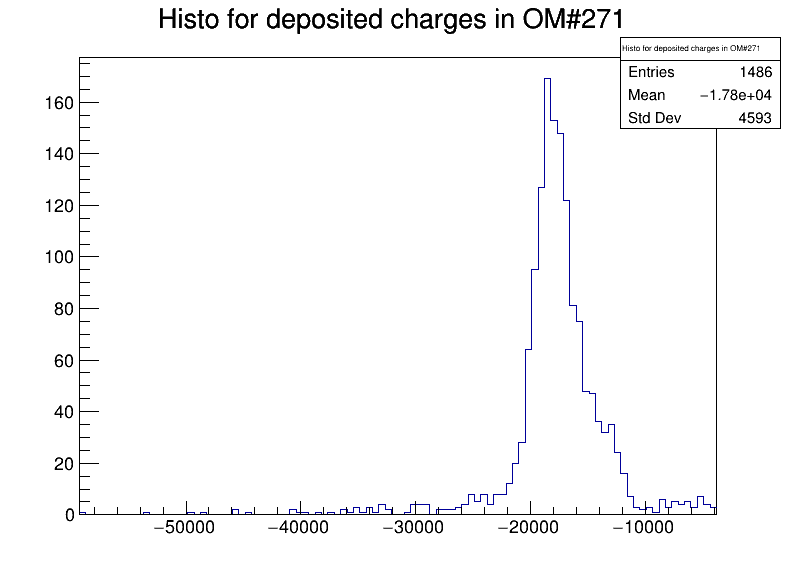 Histo for deposited charges in OM#271
Histo for deposited charges in OM#271
Entries 1486
Mean −1.78e+04
Std Dev 4593
160
140
120
100
80
60
40
20
0
−50000 −40000 −30000 −20000 −10000